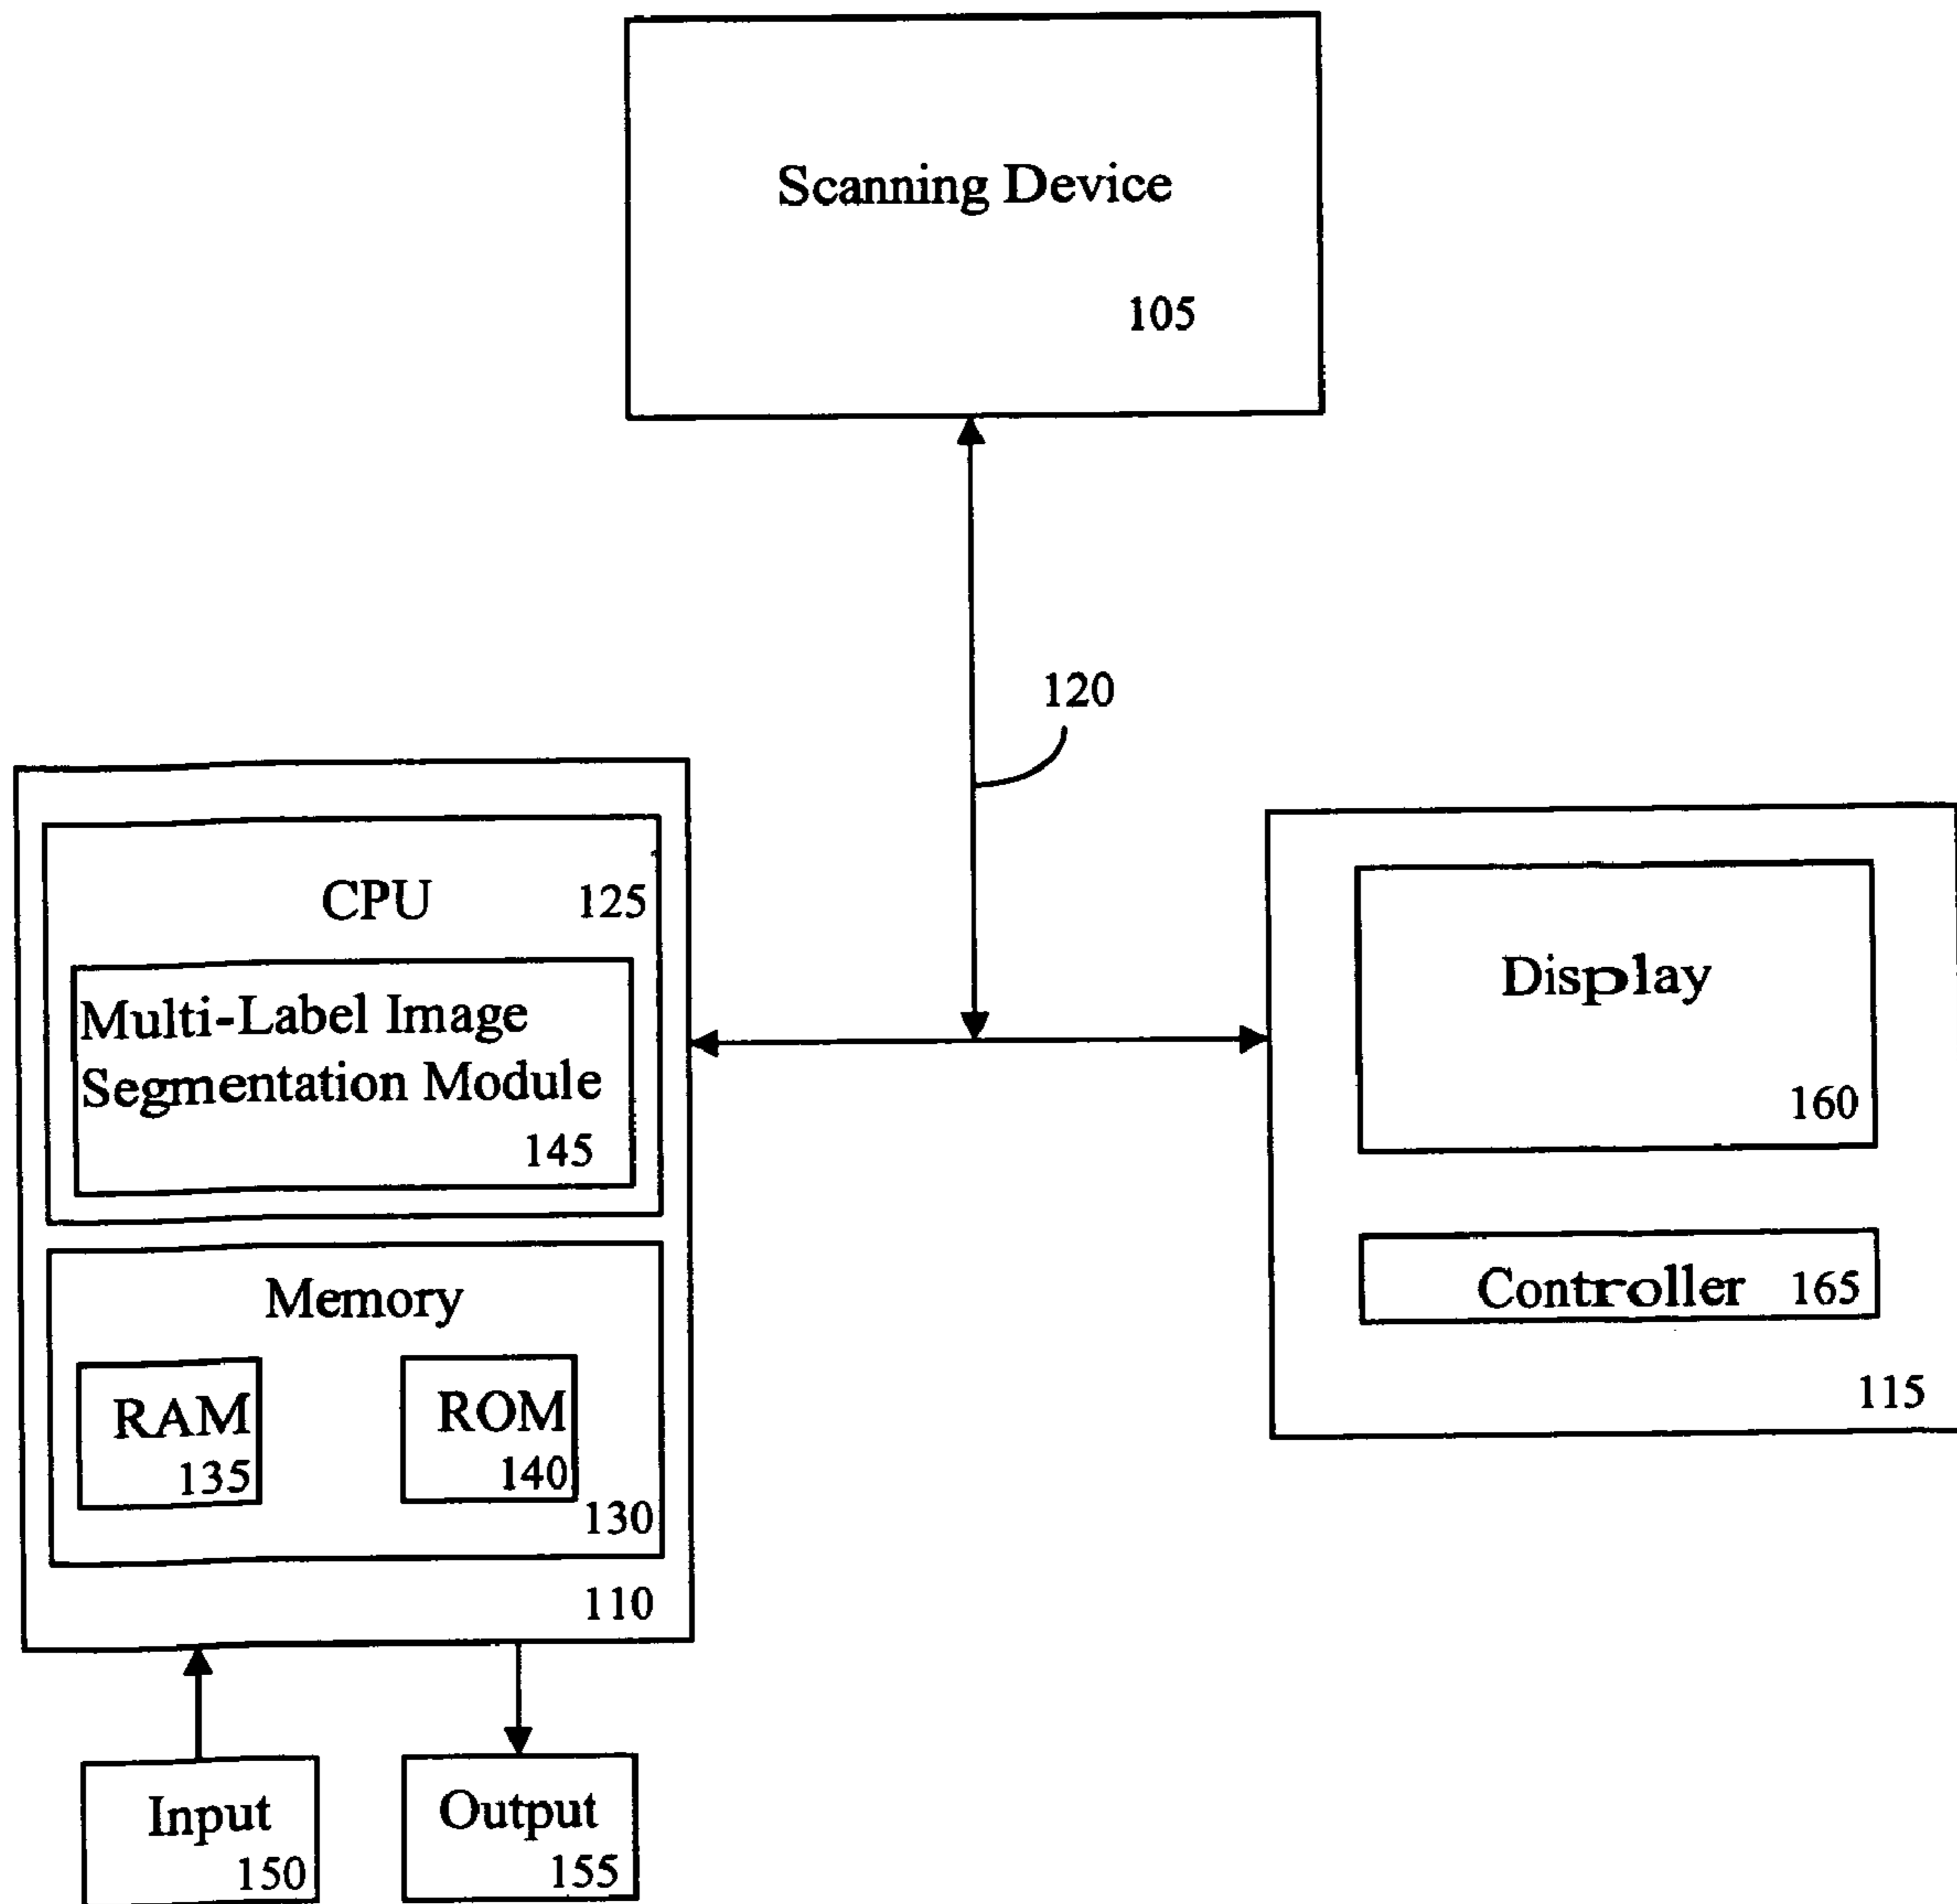 Scanning Device
105
120
CPU 125
Multi-Label Image
Segmentation Module
145
Memory
RAM
135
ROM
140
130
110
Input
150
Output
155
Display
160
Controller 165
115